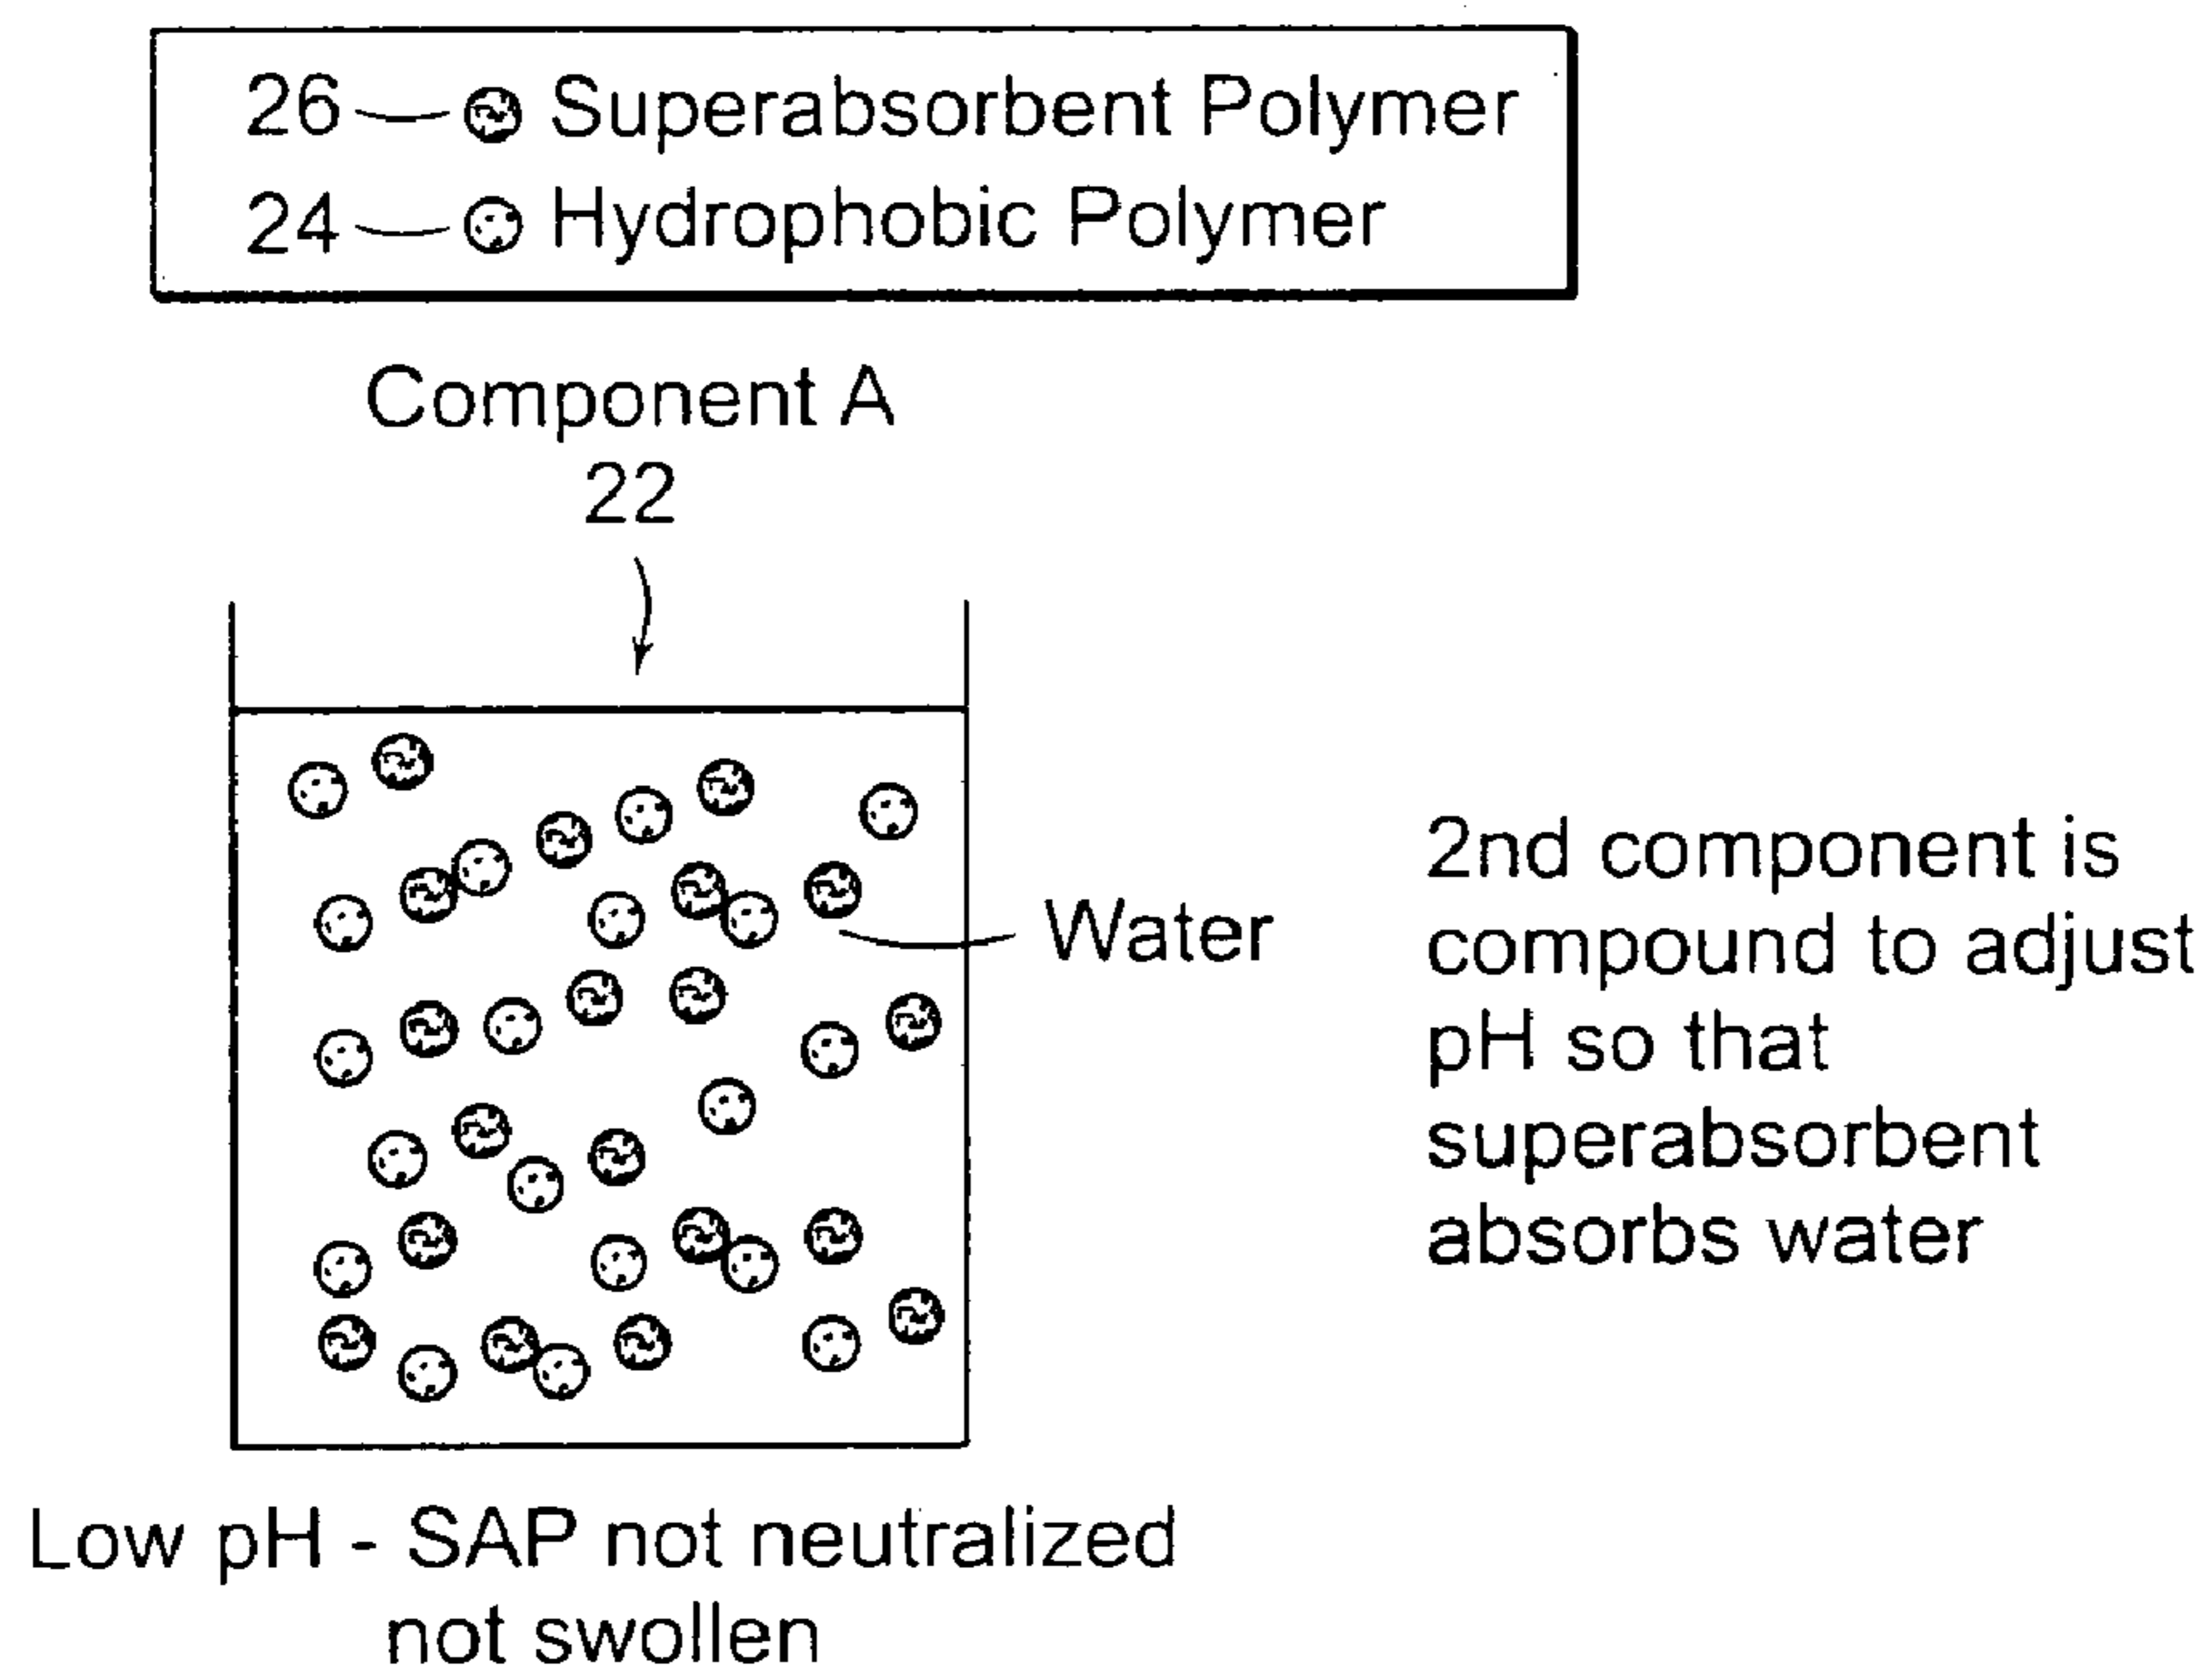 26 Superabsorbent Polymer
24 Hydrophobic Polymer
Component A
22
Water
2nd component is
compound to adjust
pH so that
superabsorbent
absorbs water
Low pH - SAP not neutralized
not swollen